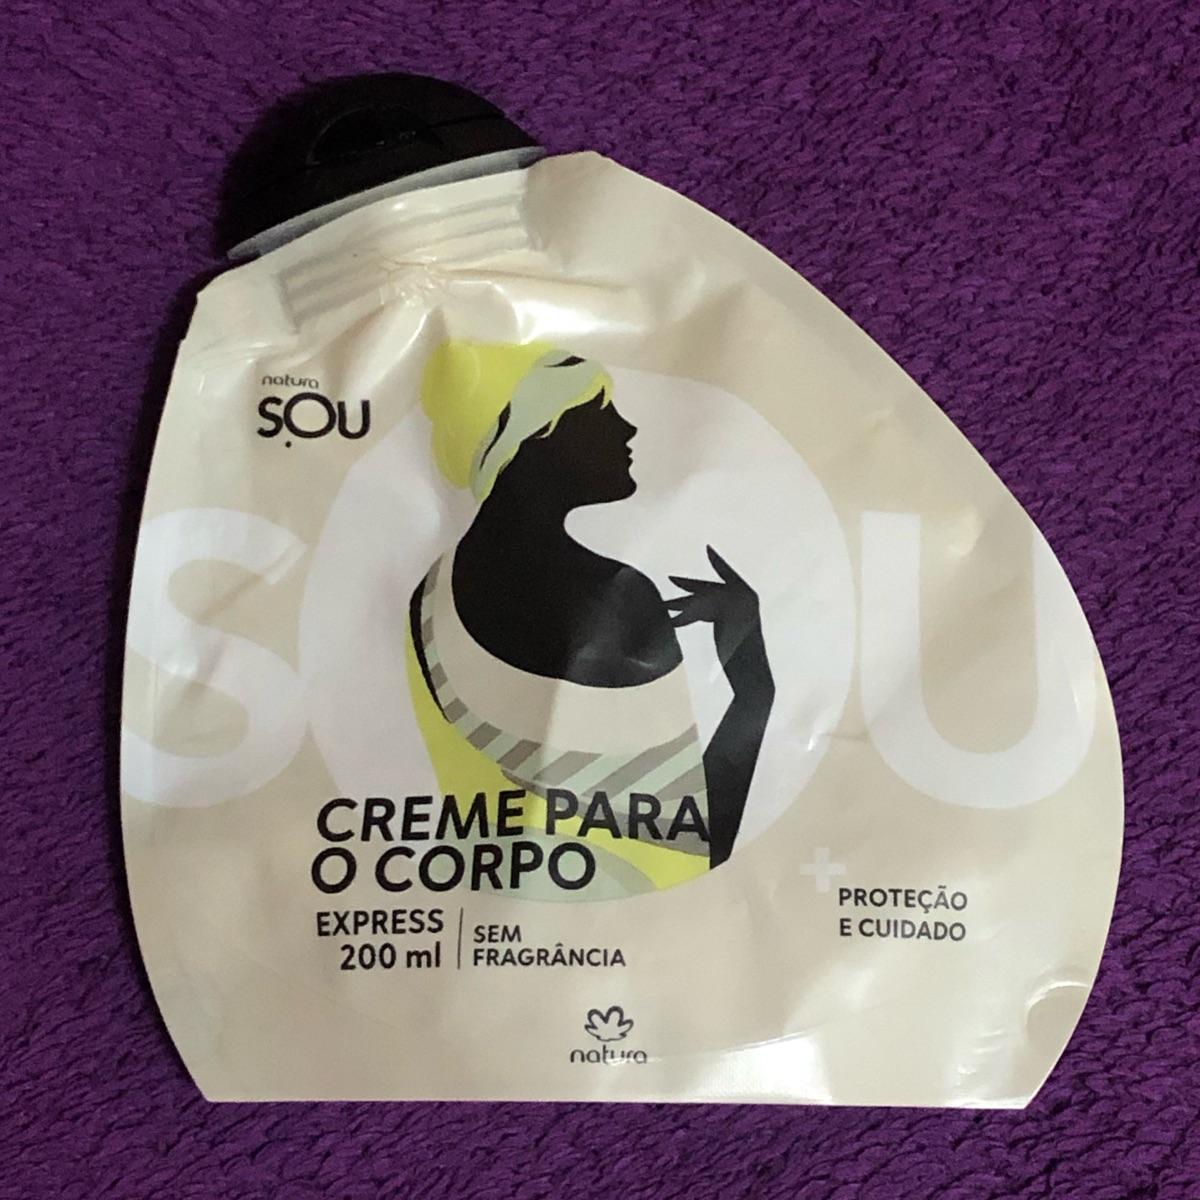 natura
SOU
SOU
CREME PARA
O CORPO
EXPRESS
200 ml
SEM
FRAGRÂNCIA
+
PROTEÇÃO
E CUIDADO
natura